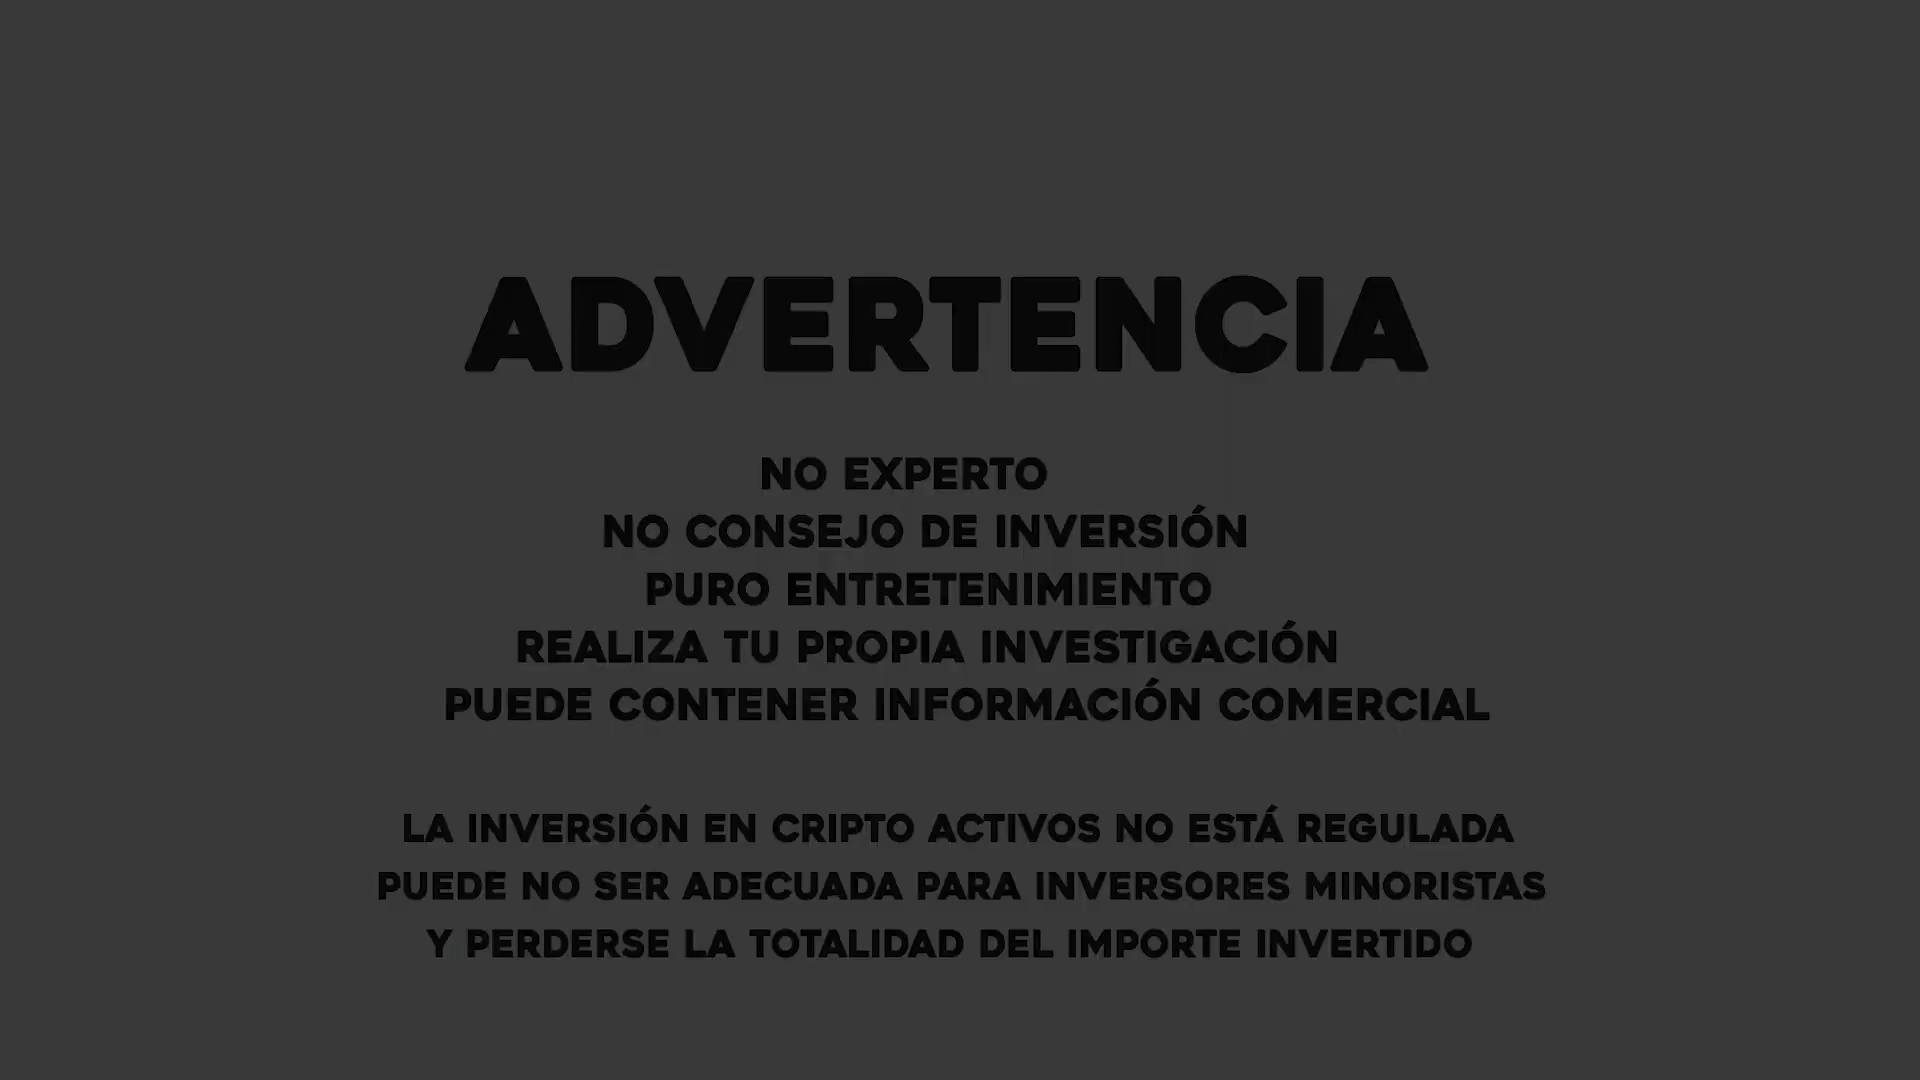 ADVERTENCIA
NO EXPERTO
NO CONSEJO DE INVERSIÓN
PURO ENTRETENIMIENTO
REALIZA TU PROPIA INVESTIGACIÓN
PUEDE CONTENER INFORMACIÓN COMERCIAL
LA INVERSIÓN EN CRIPTO ACTIVOS NO ESTÁ REGULADA
PUEDE NO SER ADECUADA PARA INVERSORES MINORISTAS
Y PERDERSE LA TOTALIDAD DEL IMPORTE INVERTIDO